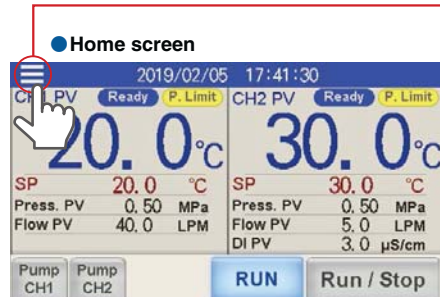 ●Home screen
2019/02/05 17:41:30
CH1 PV Ready P. Limit CH2 PV Ready P. Limit
20.0℃ 30.0℃
SP 20.0 ℃ SP 30.0 ℃
Press. PV 0.50 MPa Press. PV 0.50 MPa
Flow PV 40.0 LPM Flow PV 5.0 LPM
DI PV 3.0 µS/cm
Pump CH1 Pump CH2 RUN Run / Stop